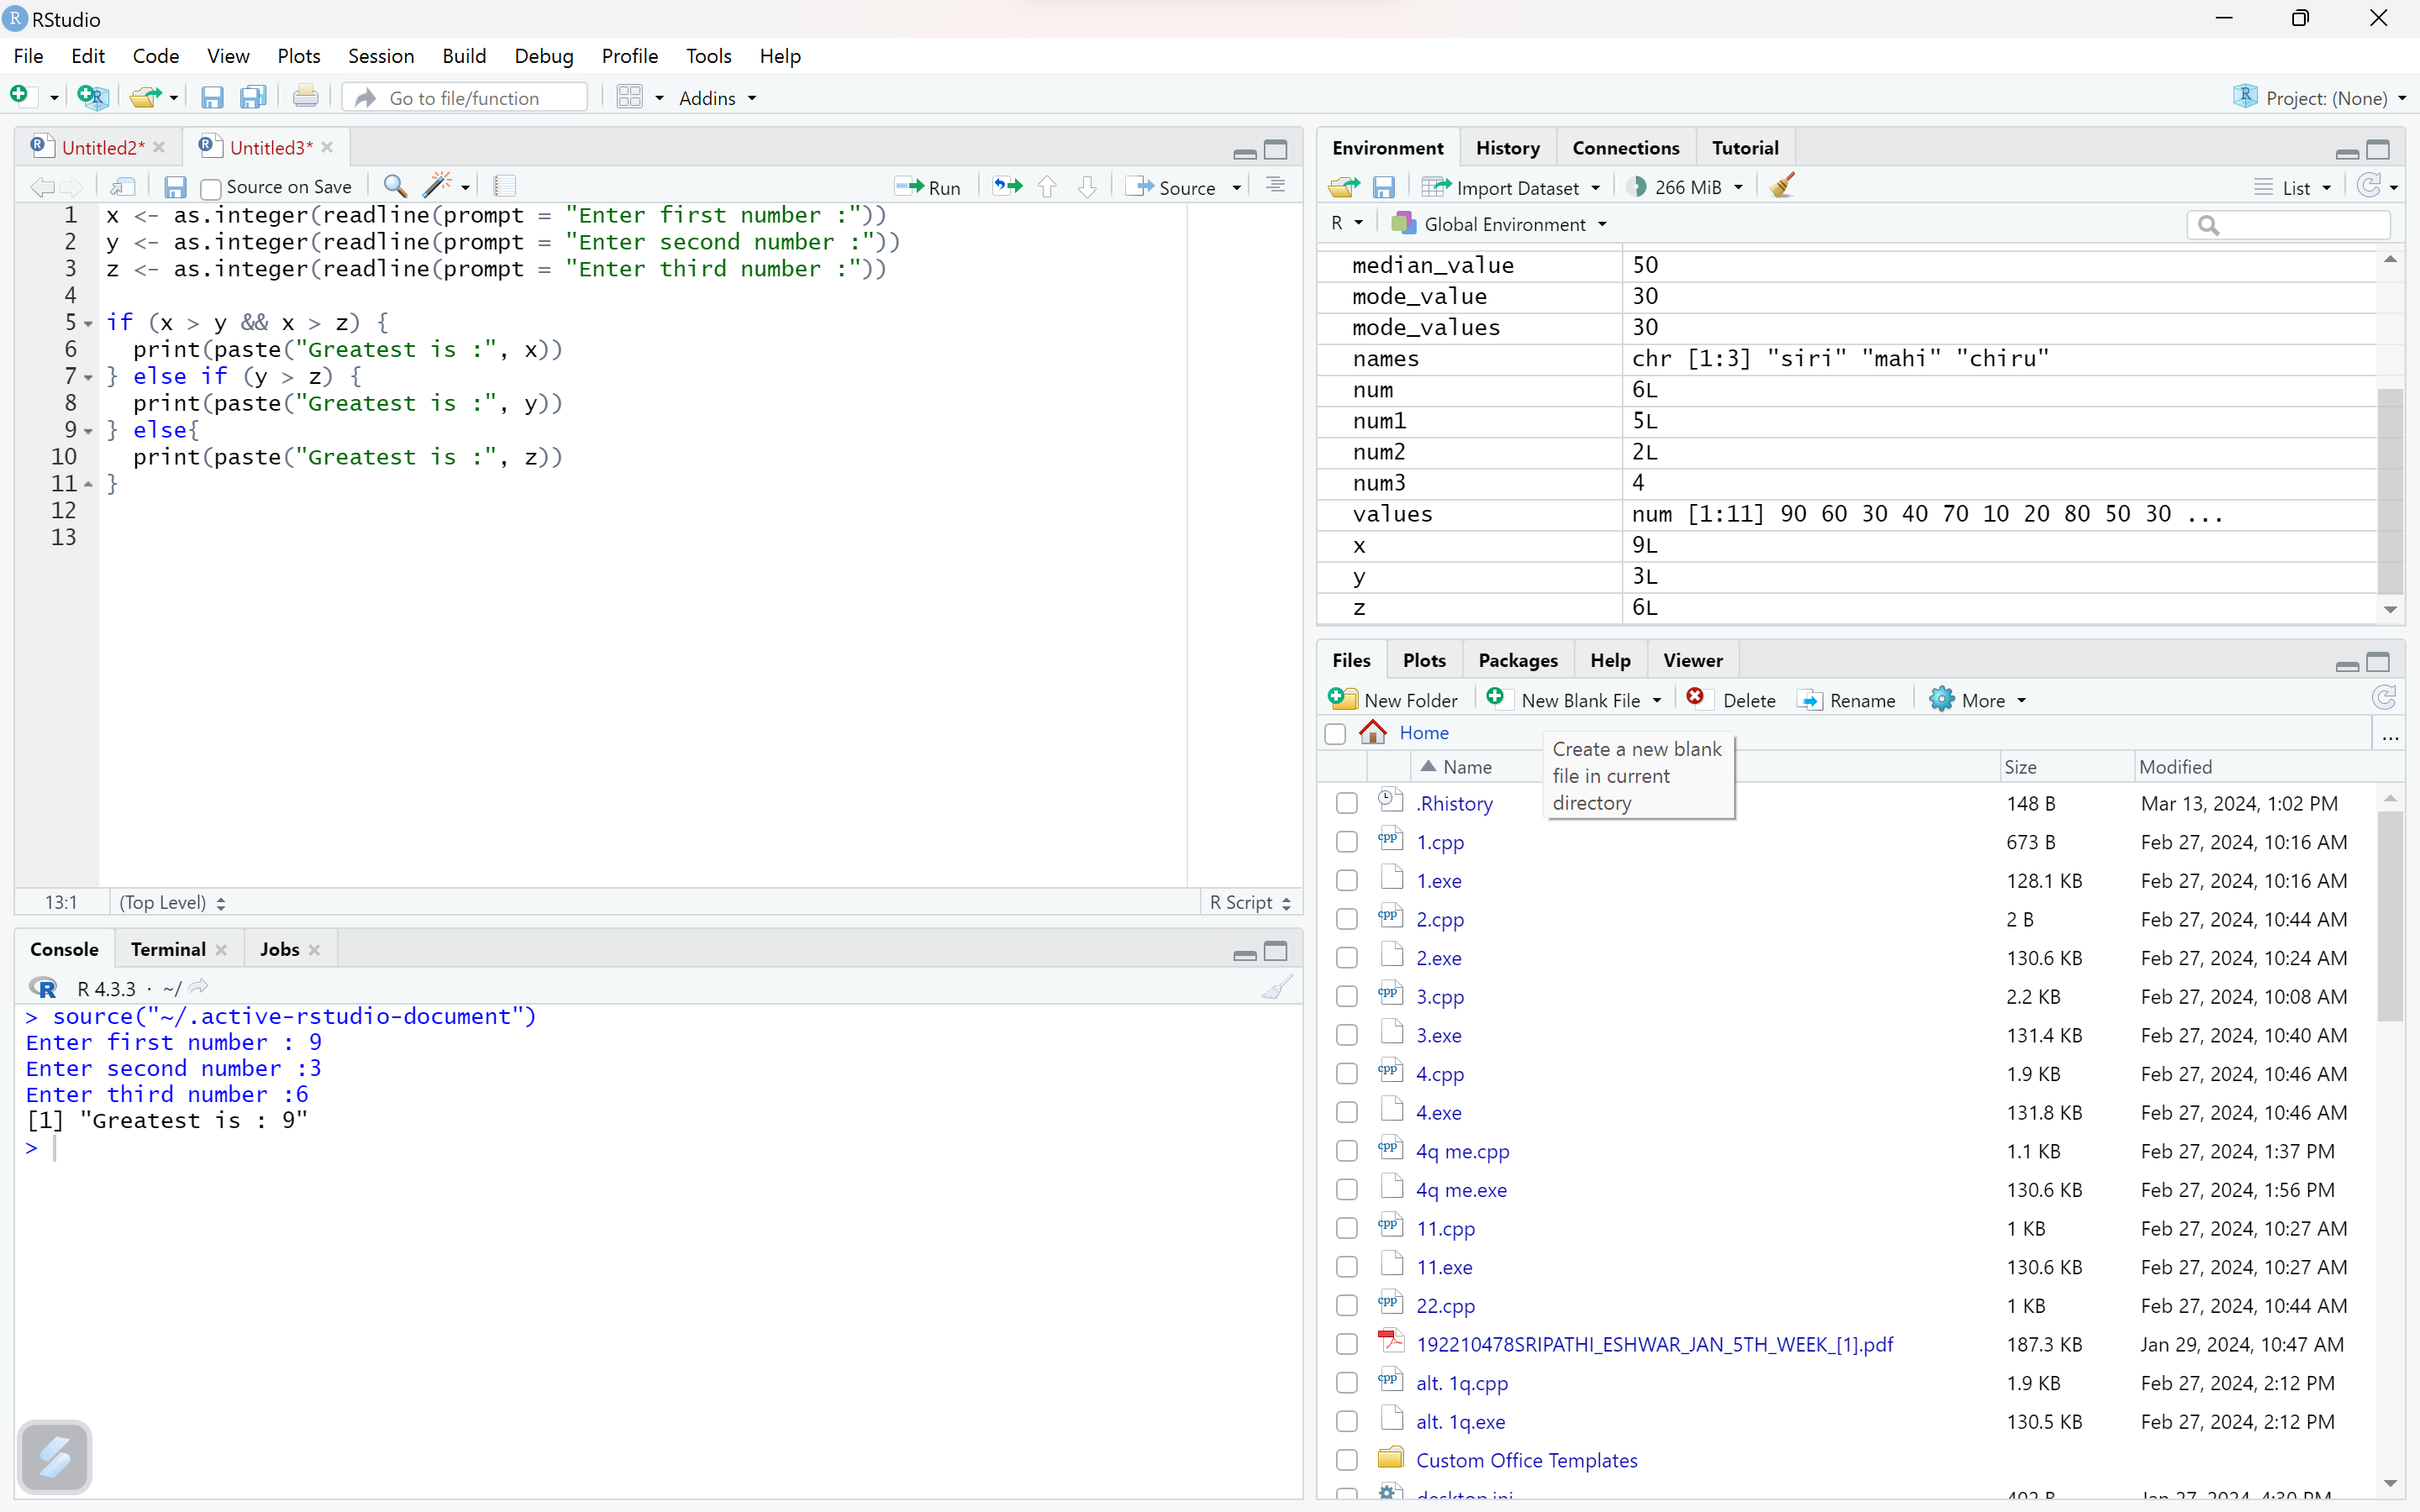 RStudio
File Edit Code View Plots Session Build Debug Profile Tools Help
Go to file/function Addins Project: (None)
Untitled2* Untitled3*
Source on Save Run Source
1 x <- as.integer(readline(prompt = "Enter first number :"))
2 y <- as.integer(readline(prompt = "Enter second number :"))
3 z <- as.integer(readline(prompt = "Enter third number :"))
4
5 if (x > y && x > z) {
6 print(paste("Greatest is :", x))
7 } else if (y > z) {
8 print(paste("Greatest is :", y))
9 } else{
10 print(paste("Greatest is :", z))
11 }
12
13
13:1 (Top Level) R Script
Console Terminal Jobs
R 4.3.3 · ~/
> source("~/.active-rstudio-document")
Enter first number : 9
Enter second number :3
Enter third number :6
[1] "Greatest is : 9"
>
Environment History Connections Tutorial
Import Dataset 266 MiB List
R Global Environment
median_value 50
mode_value 30
mode_values 30
names chr [1:3] "siri" "mahi" "chiru"
num 6L
num1 5L
num2 2L
num3 4
values num [1:11] 90 60 30 40 70 10 20 80 50 30 ...
x 9L
y 3L
z 6L
Files Plots Packages Help Viewer
New Folder New Blank File Delete Rename More
Home ...
Create a new blank
file in current
directory
Name Size Modified
.Rhistory 148 B Mar 13, 2024, 1:02 PM
1.cpp 673 B Feb 27, 2024, 10:16 AM
1.exe 128.1 KB Feb 27, 2024, 10:16 AM
2.cpp 2 B Feb 27, 2024, 10:44 AM
2.exe 130.6 KB Feb 27, 2024, 10:24 AM
3.cpp 2.2 KB Feb 27, 2024, 10:08 AM
3.exe 131.4 KB Feb 27, 2024, 10:40 AM
4.cpp 1.9 KB Feb 27, 2024, 10:46 AM
4.exe 131.8 KB Feb 27, 2024, 10:46 AM
4q me.cpp 1.1 KB Feb 27, 2024, 1:37 PM
4q me.exe 130.6 KB Feb 27, 2024, 1:56 PM
11.cpp 1 KB Feb 27, 2024, 10:27 AM
11.exe 130.6 KB Feb 27, 2024, 10:27 AM
22.cpp 1 KB Feb 27, 2024, 10:44 AM
192210478SRIPATHI_ESHWAR_JAN_5TH_WEEK_[1].pdf 187.3 KB Jan 29, 2024, 10:47 AM
alt. 1q.cpp 1.9 KB Feb 27, 2024, 2:12 PM
alt. 1q.exe 130.5 KB Feb 27, 2024, 2:12 PM
Custom Office Templates